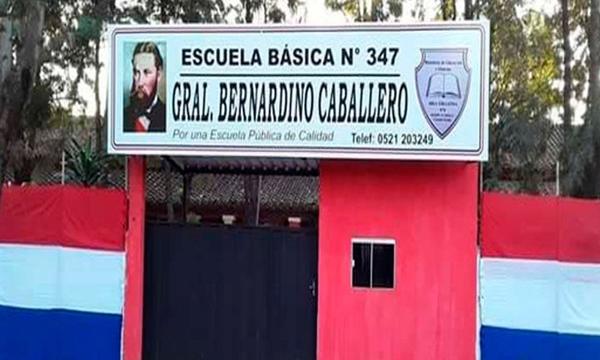 ESCUELA BÁSICA N° 347
GRAL. BERNARDINO CABALLERO
Por una Escuela Pública de Calidad
Telef: 0521 203249